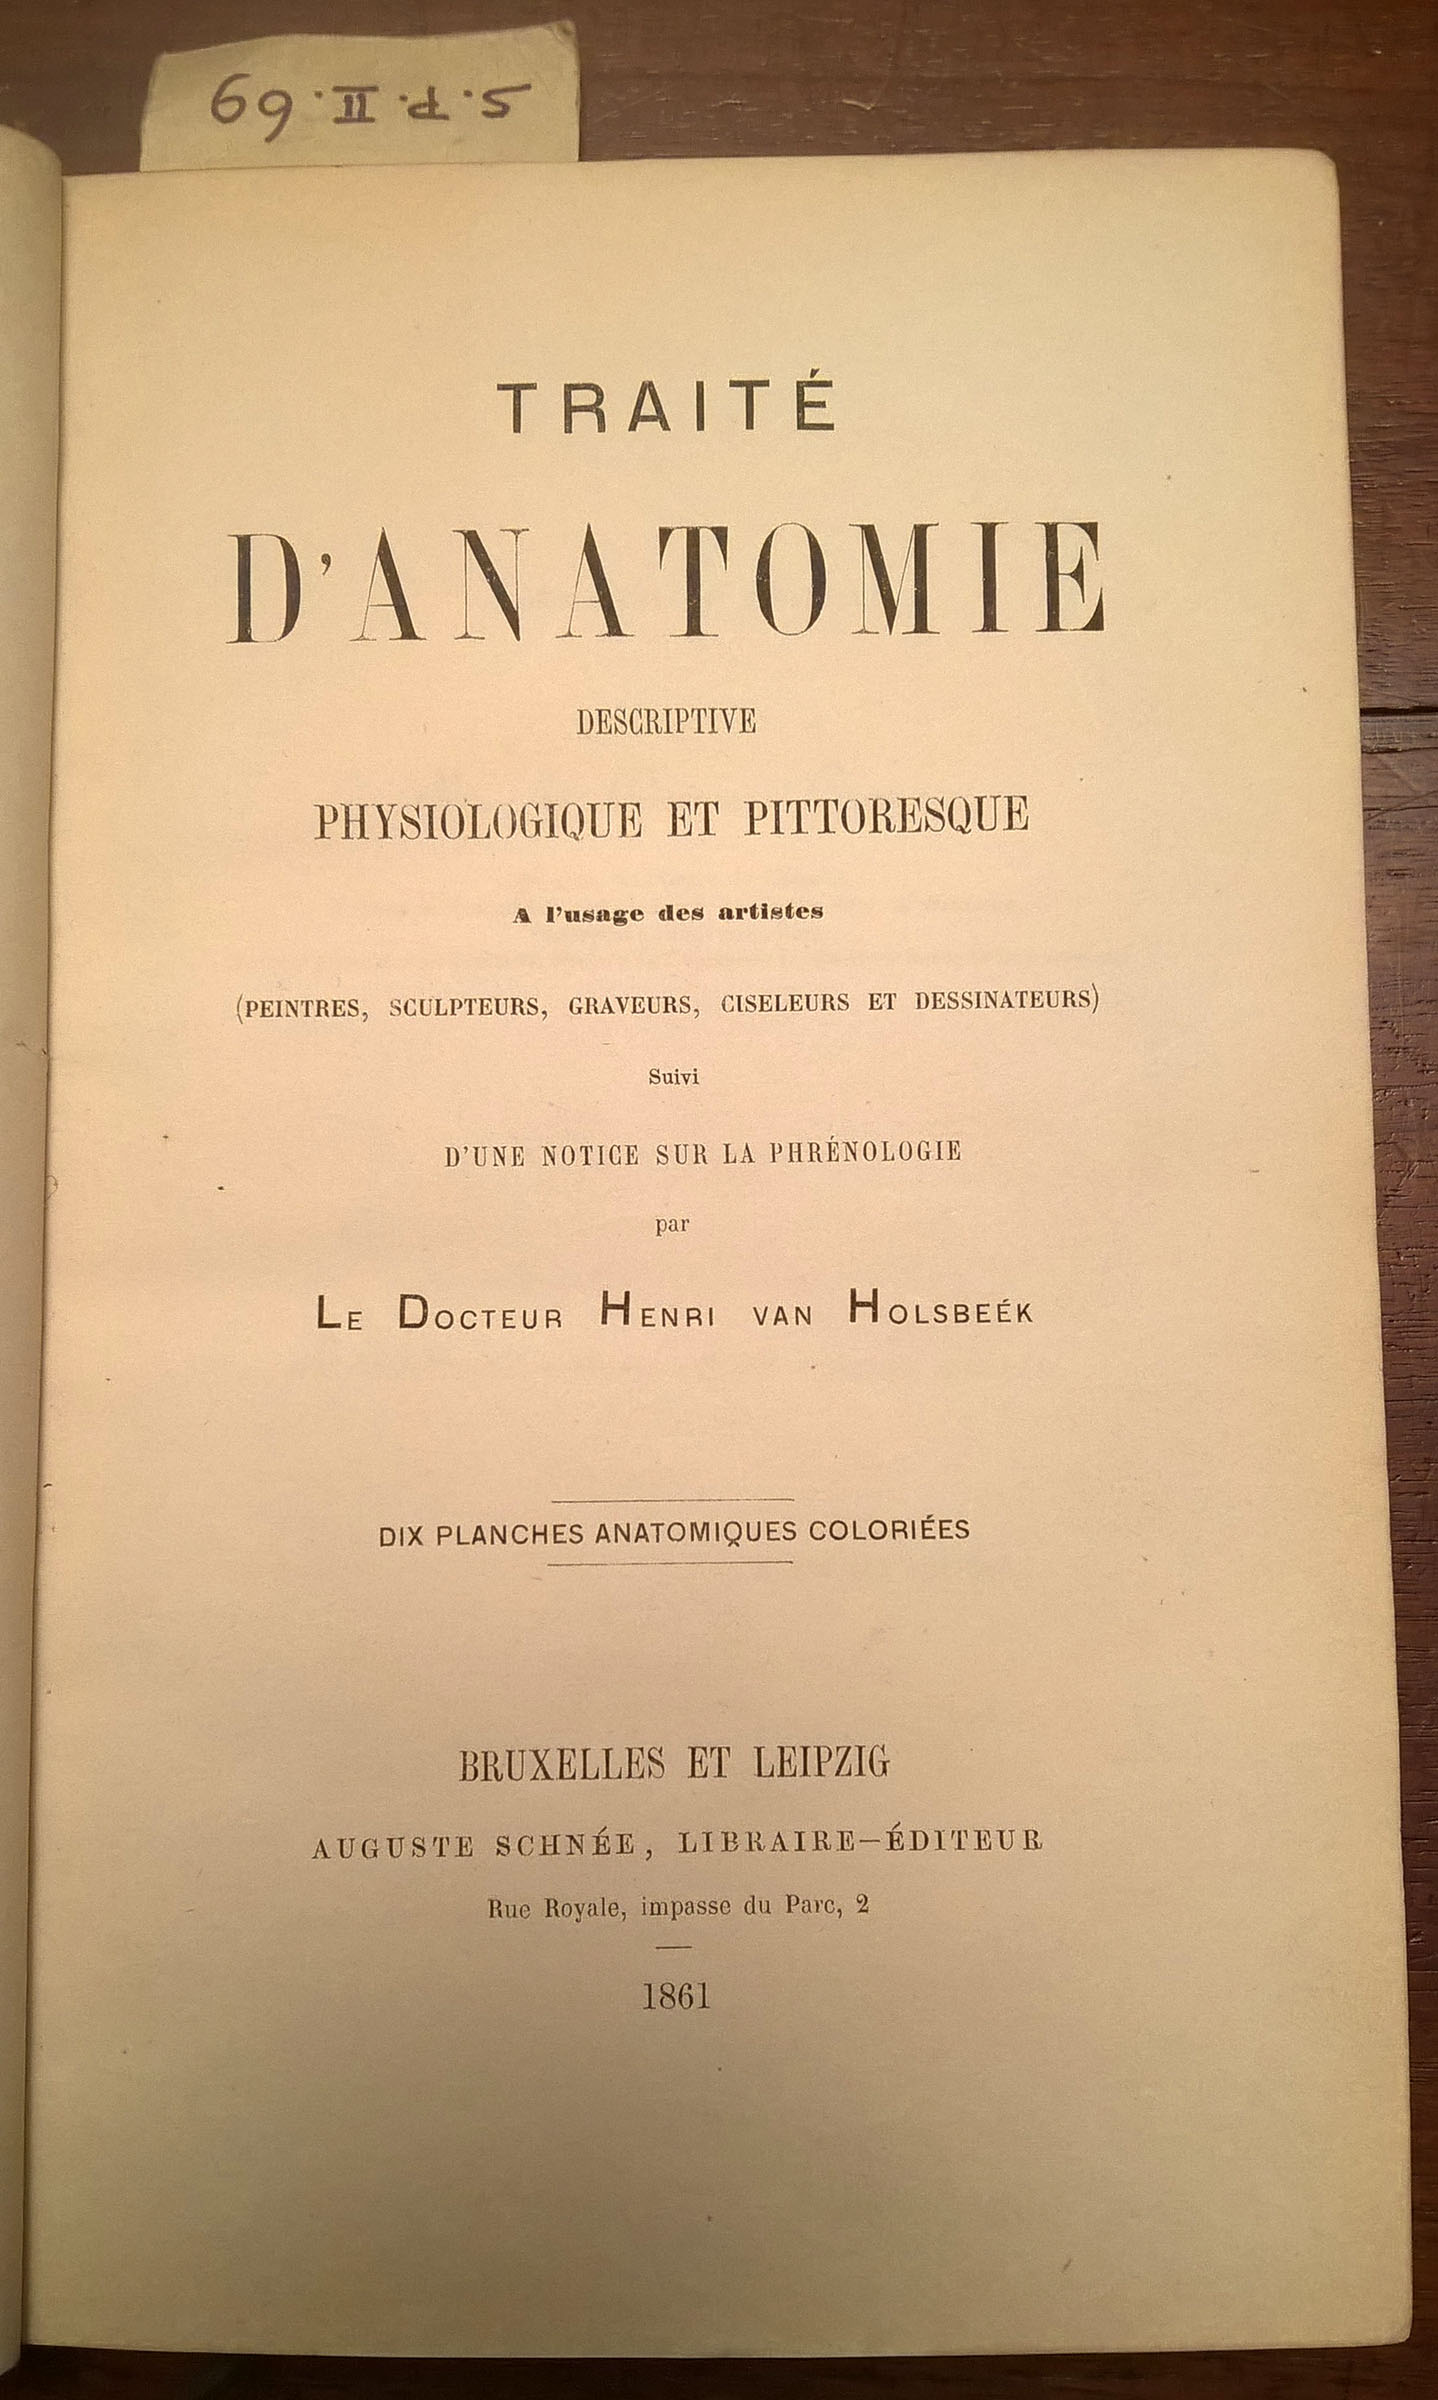 69·II·d·5
TRAITÉ
D'ANATOMIE
DESCRIPTIVE
PHYSIOLOGIQUE ET PITTORESQUE
A l'usage des artistes
(PEINTRES, SCULPTEURS, GRAVEURS, CISELEURS ET DESSINATEURS)
Suivi
D'UNE NOTICE SUR LA PHRÉNOLOGIE
par
LE DOCTEUR HENRI VAN HOLSBEÉK
DIX PLANCHES ANATOMIQUES COLORIÉES
BRUXELLES ET LEIPZIG
AUGUSTE SCHNÉE, LIBRAIRE-ÉDITEUR
Rue Royale, impasse du Parc, 2
1861